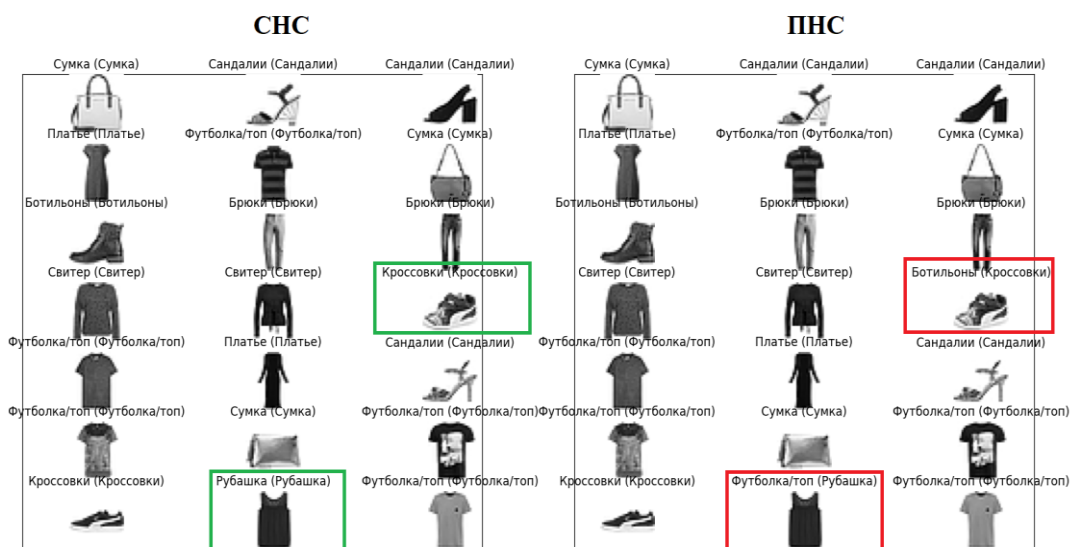 СНС
Сумка (Сумка) Сандалии (Сандалии) Сандалии (Сандалии)
Платье (Платье) Футболка/топ (Футболка/топ) Сумка (Сумка)
Ботильоны (Ботильоны) Брюки (Брюки) Брюки (Брюки)
Свитер (Свитер) Свитер (Свитер) Кроссовки (Кроссовки)
Футболка/топ (Футболка/топ) Платье (Платье) Сандалии (Сандалии)
Футболка/топ (Футболка/топ) Сумка (Сумка) Футболка/топ (Футболка/топ)
Кроссовки (Кроссовки) Рубашка (Рубашка) Футболка/топ (Футболка/топ)
ПНС
Сумка (Сумка) Сандалии (Сандалии) Сандалии (Сандалии)
Платье (Платье) Футболка/топ (Футболка/топ) Сумка (Сумка)
Ботильоны (Ботильоны) Брюки (Брюки) Брюки (Брюки)
Свитер (Свитер) Свитер (Свитер) Ботильоны (Кроссовки)
Футболка/топ (Футболка/топ) Платье (Платье) Сандалии (Сандалии)
Футболка/топ (Футболка/топ) Сумка (Сумка) Футболка/топ (Футболка/топ)
Кроссовки (Кроссовки) Футболка/топ (Рубашка) Футболка/топ (Футболка/топ)